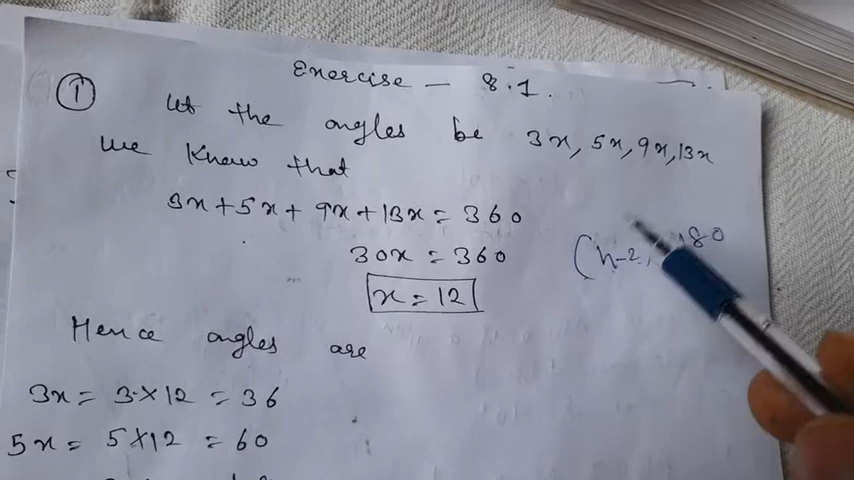 Exercise - 8.1.
① let the angles be 3x, 5x, 9x, 13x
we know that
3x + 5x + 9x + 13x = 360
30x = 360
(n-2) 180
x = 12
Hence angles are
3x = 3 × 12 = 36
5x = 5 × 12 = 60